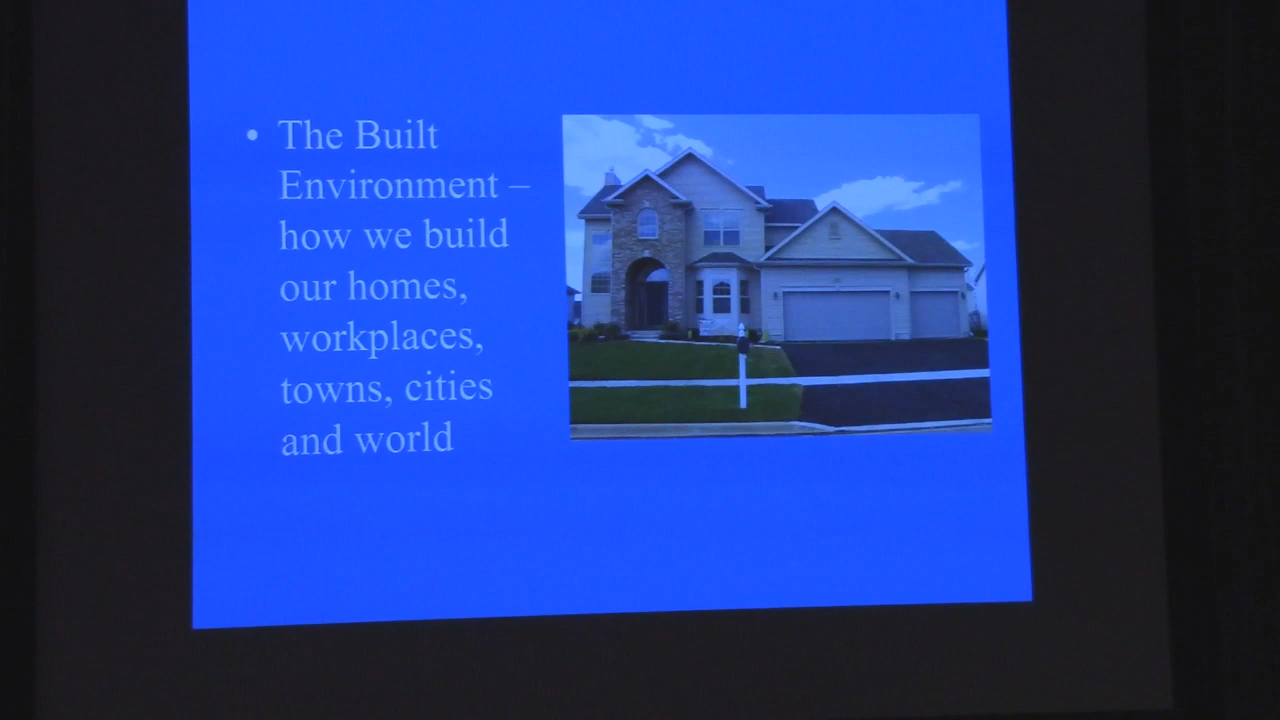 • The Built
Environment –
how we build
our homes,
workplaces,
towns, cities
and world